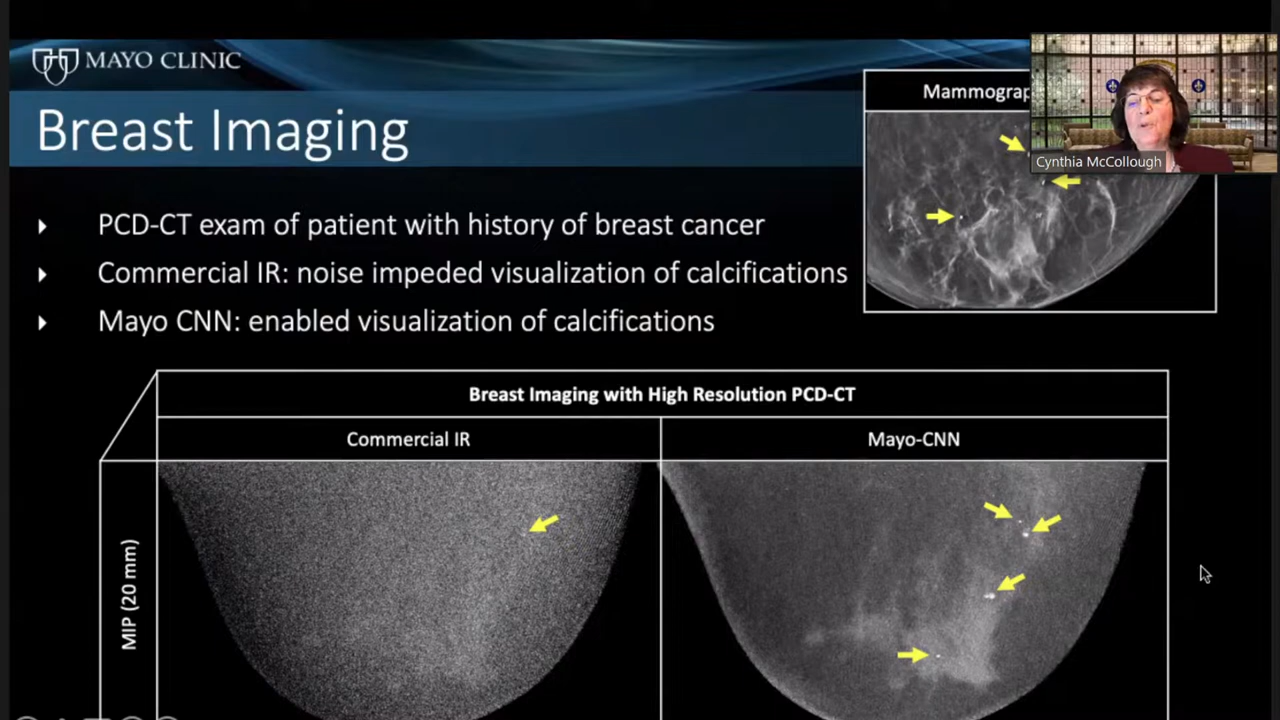 MAYO CLINIC
Breast Imaging
PCD-CT exam of patient with history of breast cancer
Commercial IR: noise impeded visualization of calcifications
Mayo CNN: enabled visualization of calcifications
Mammograp
Cynthia McCollough
Breast Imaging with High Resolution PCD-CT
Commercial IR
Mayo-CNN
MIP (20 mm)